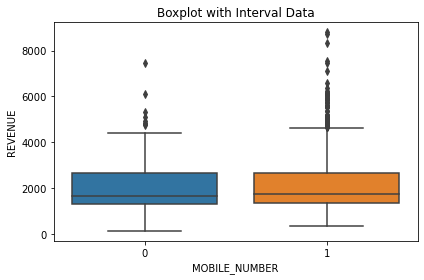 Boxplot with Interval Data
8000
6000
4000
2000
0
REVENUE
0 1
MOBILE_NUMBER